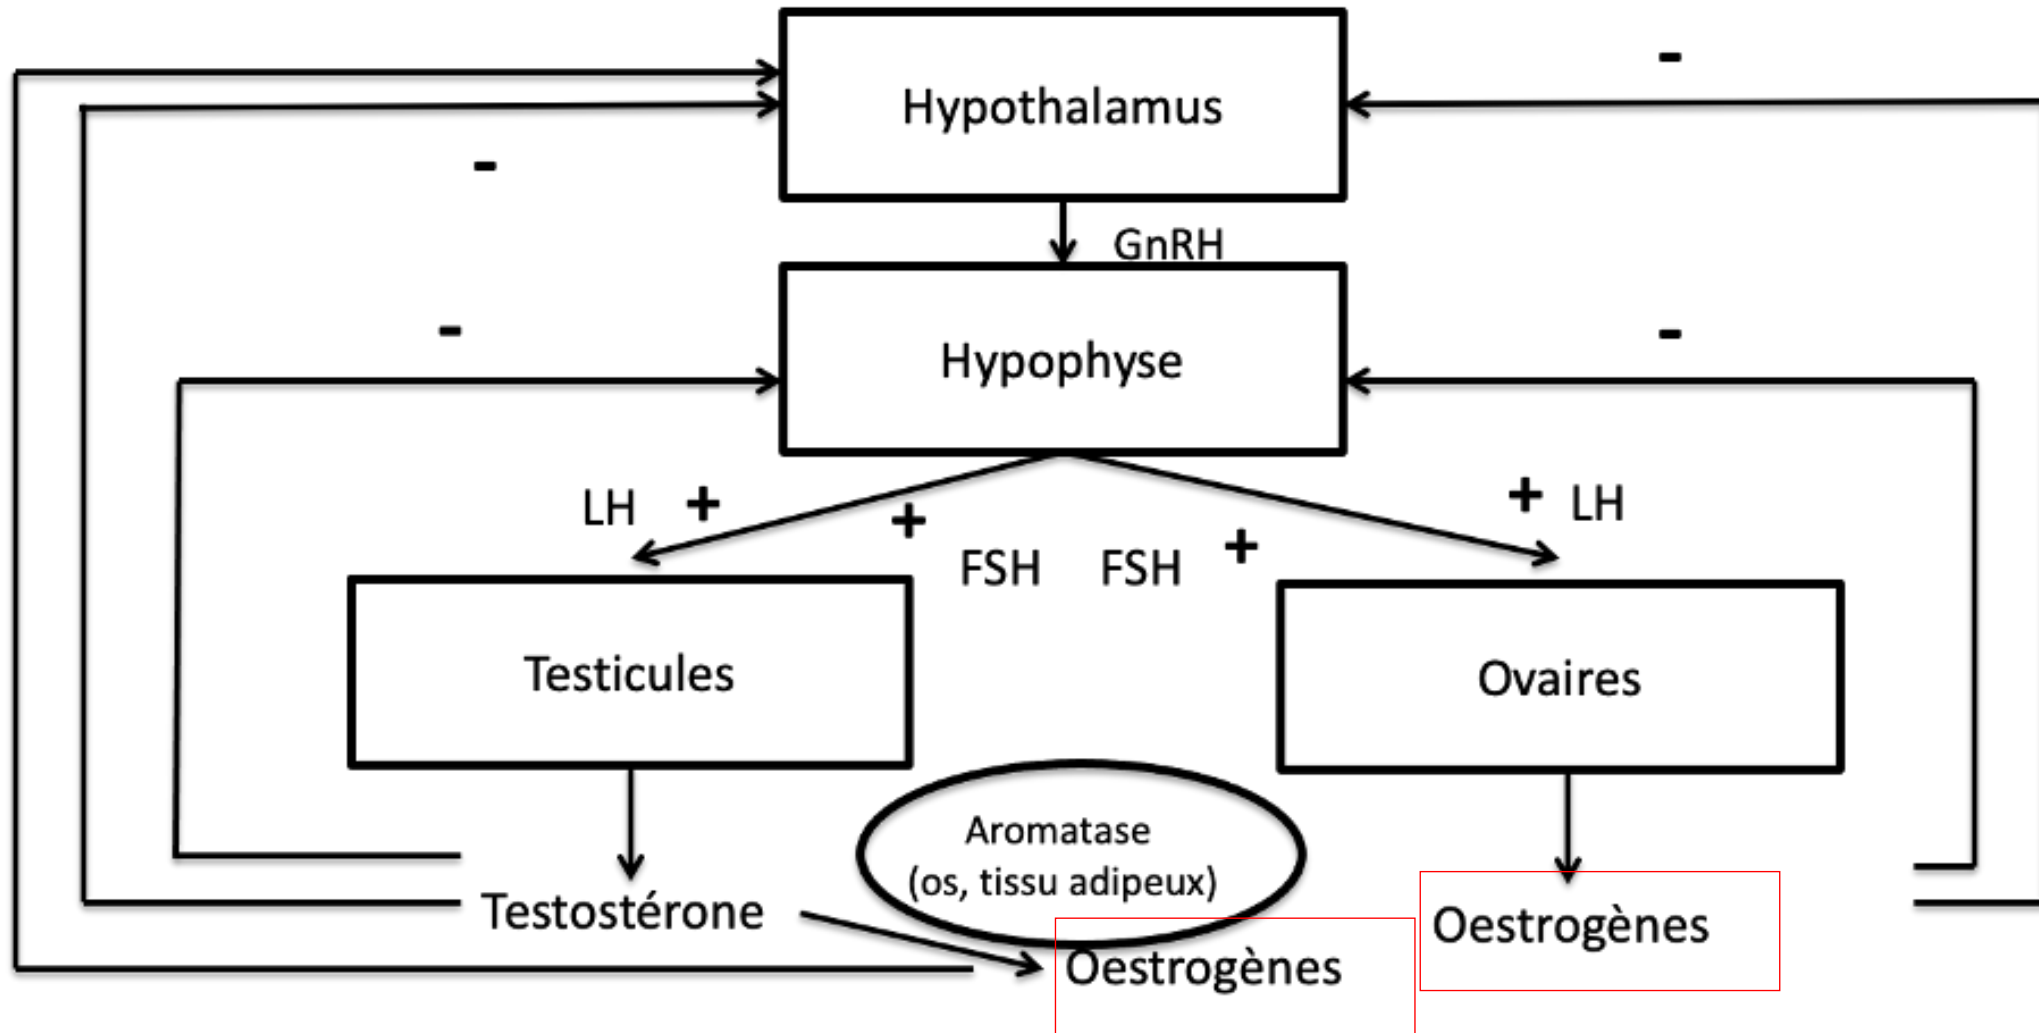 -
Hypothalamus
-
GnRH
-
-
Hypophyse
LH +
+
+ LH
FSH FSH +
Testicules
Ovaires
Aromatase
(os, tissu adipeux)
Testostérone
Oestrogènes
Oestrogènes